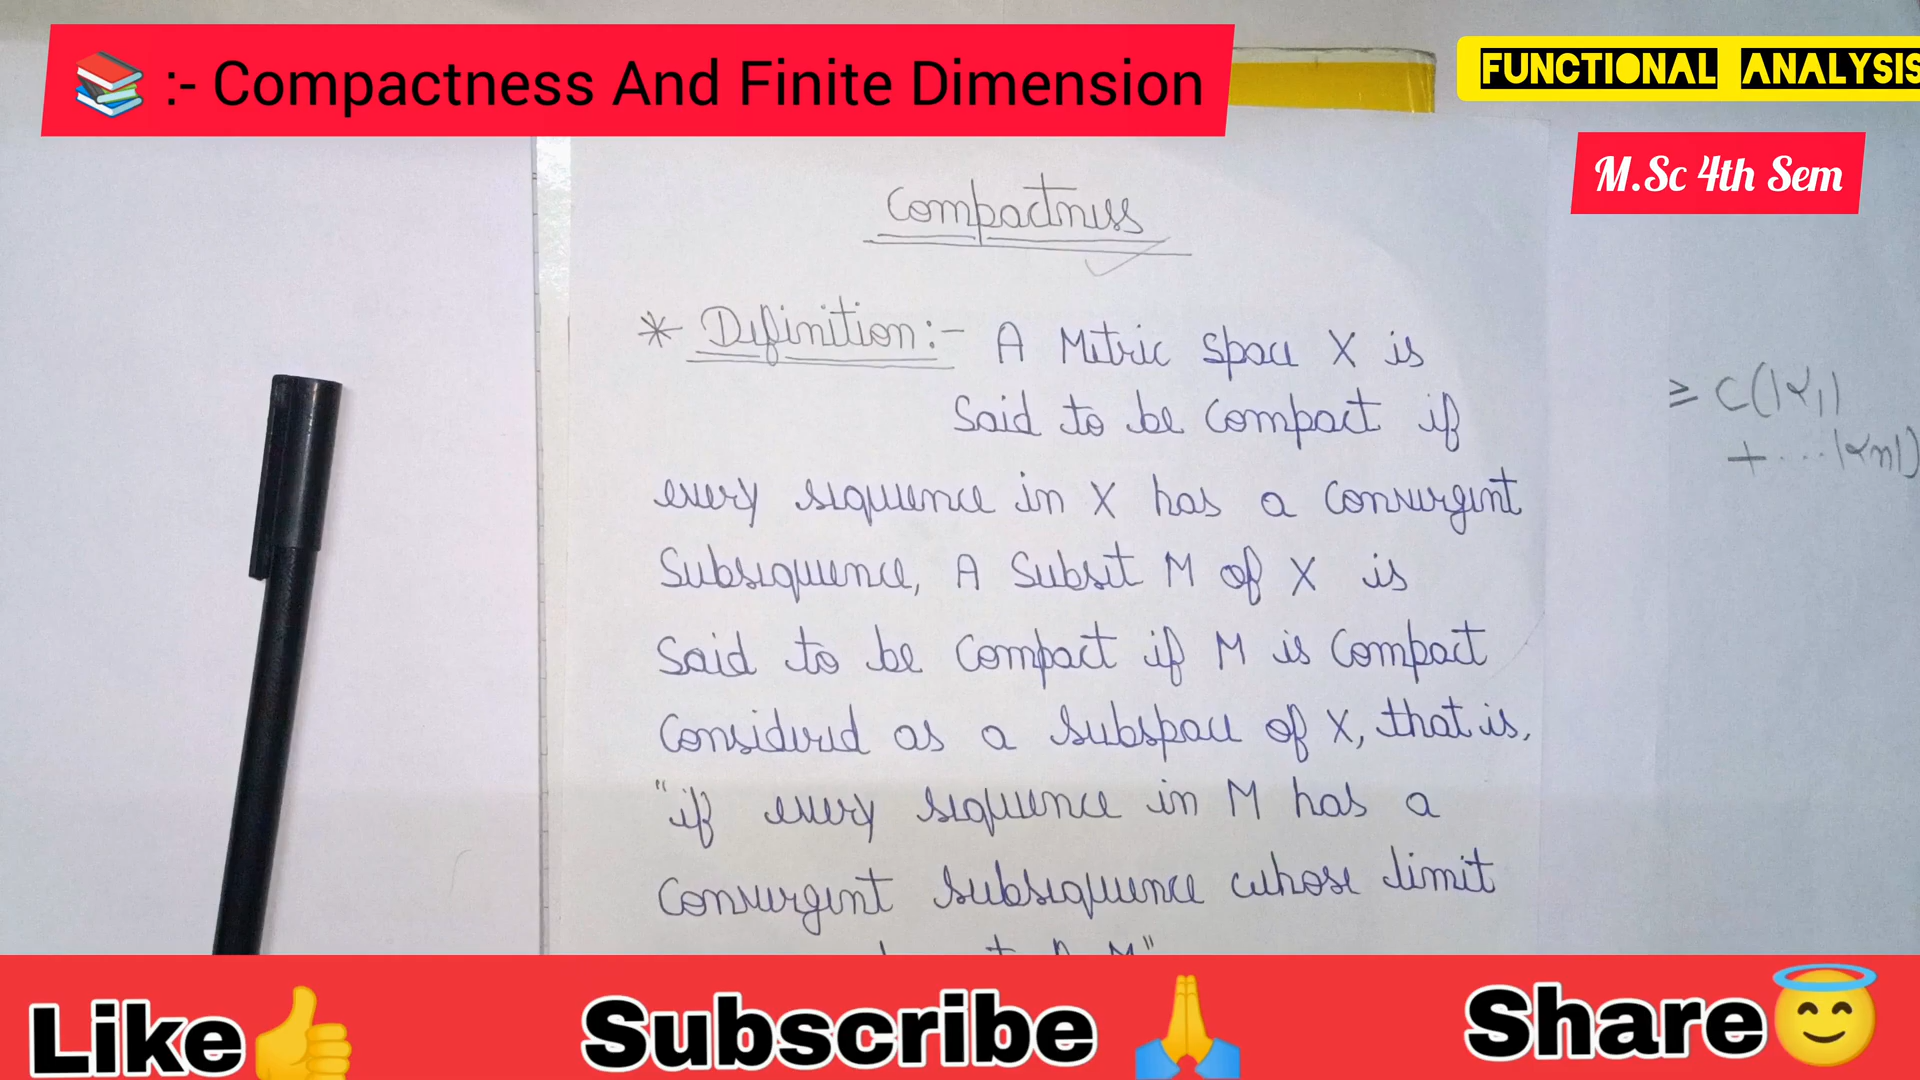 :- Compactness And Finite Dimension
FUNCTIONAL ANALYSIS
M.Sc 4th Sem
Compactness
* Definition:- A Metric space X is
Said to be compact if
every sequence in X has a convergent
Subsequence, A Subset M of X is
Said to be compact if M is compact
Considered as a subspace of X, that is,
"if every sequence in M has a
Convergent subsequence whose limit
M"
≥ C(|α1|
+ ... |αn|)
Like
Subscribe
Share